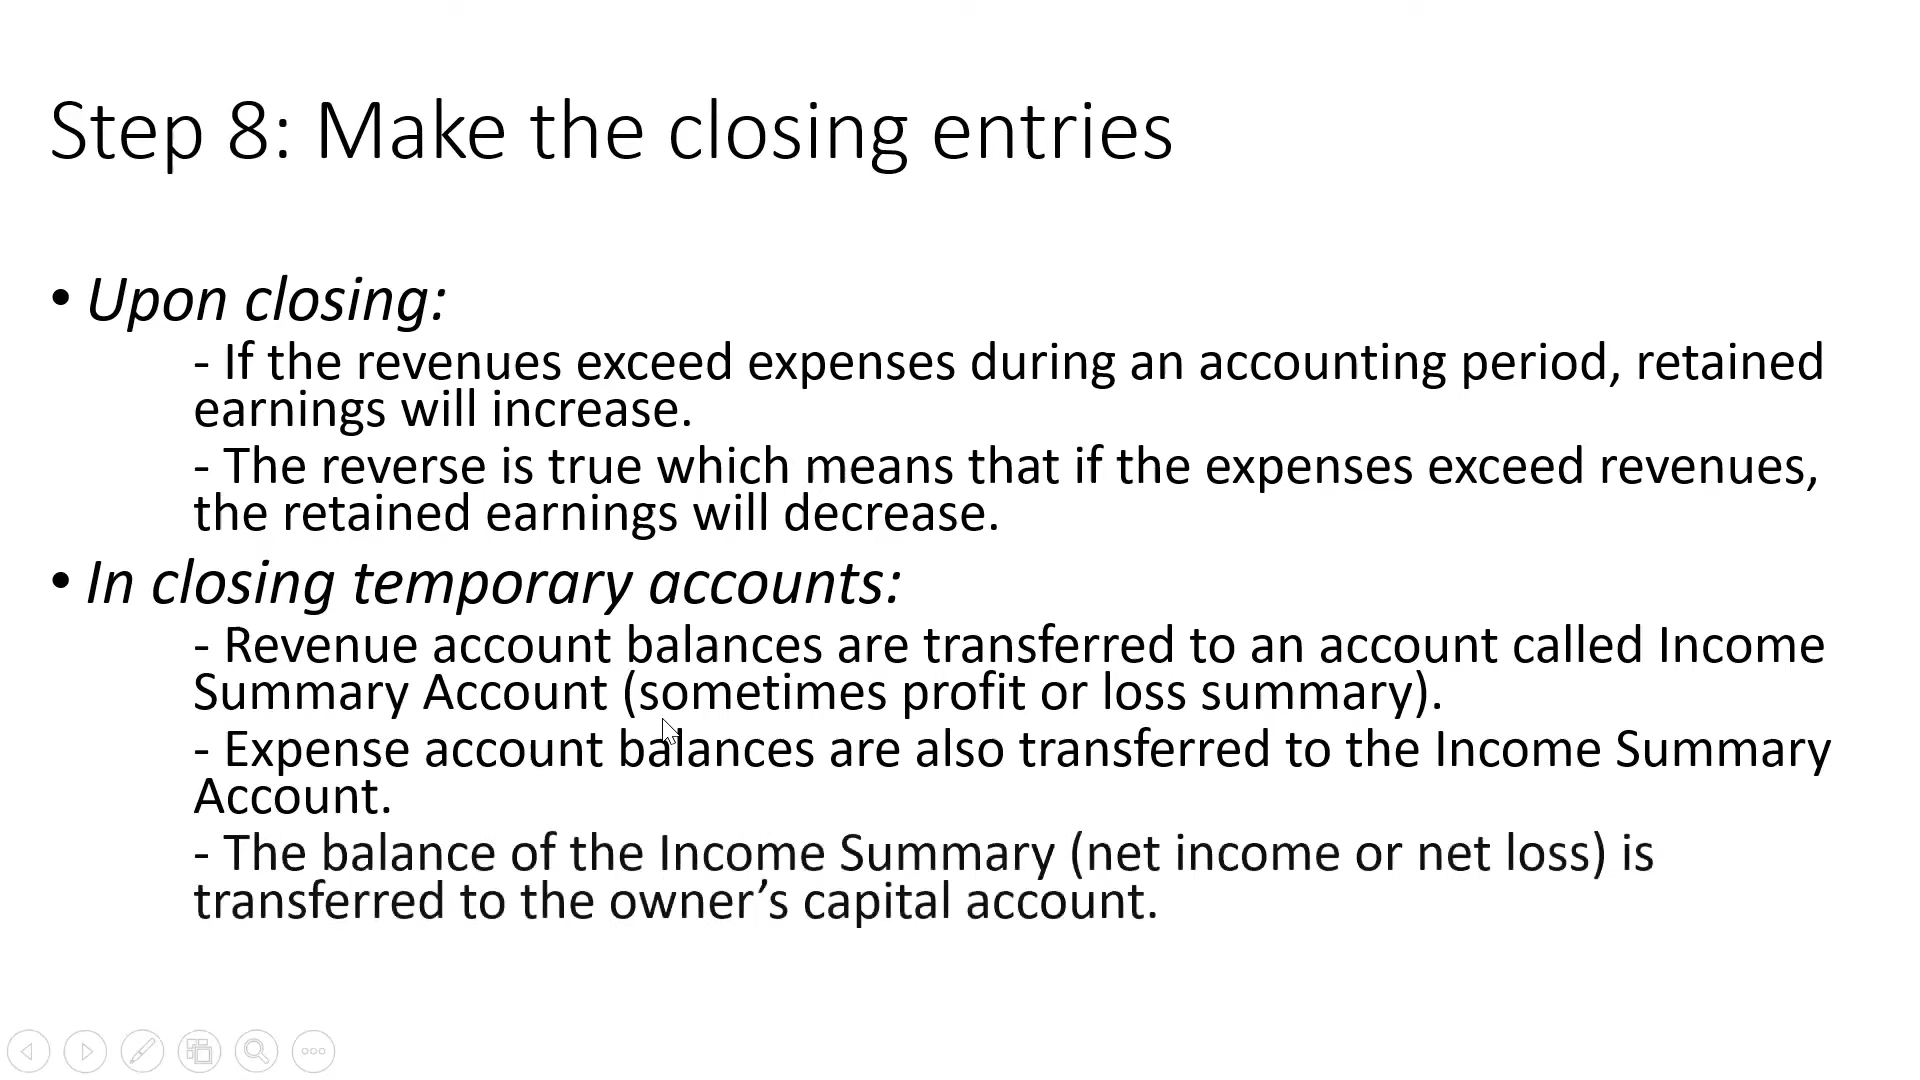 Step 8: Make the closing entries
• Upon closing:
- If the revenues exceed expenses during an accounting period, retained
earnings will increase.
- The reverse is true which means that if the expenses exceed revenues,
the retained earnings will decrease.
• In closing temporary accounts:
- Revenue account balances are transferred to an account called Income
Summary Account (sometimes profit or loss summary).
- Expense account balances are also transferred to the Income Summary
Account.
- The balance of the Income Summary (net income or net loss) is
transferred to the owner’s capital account.